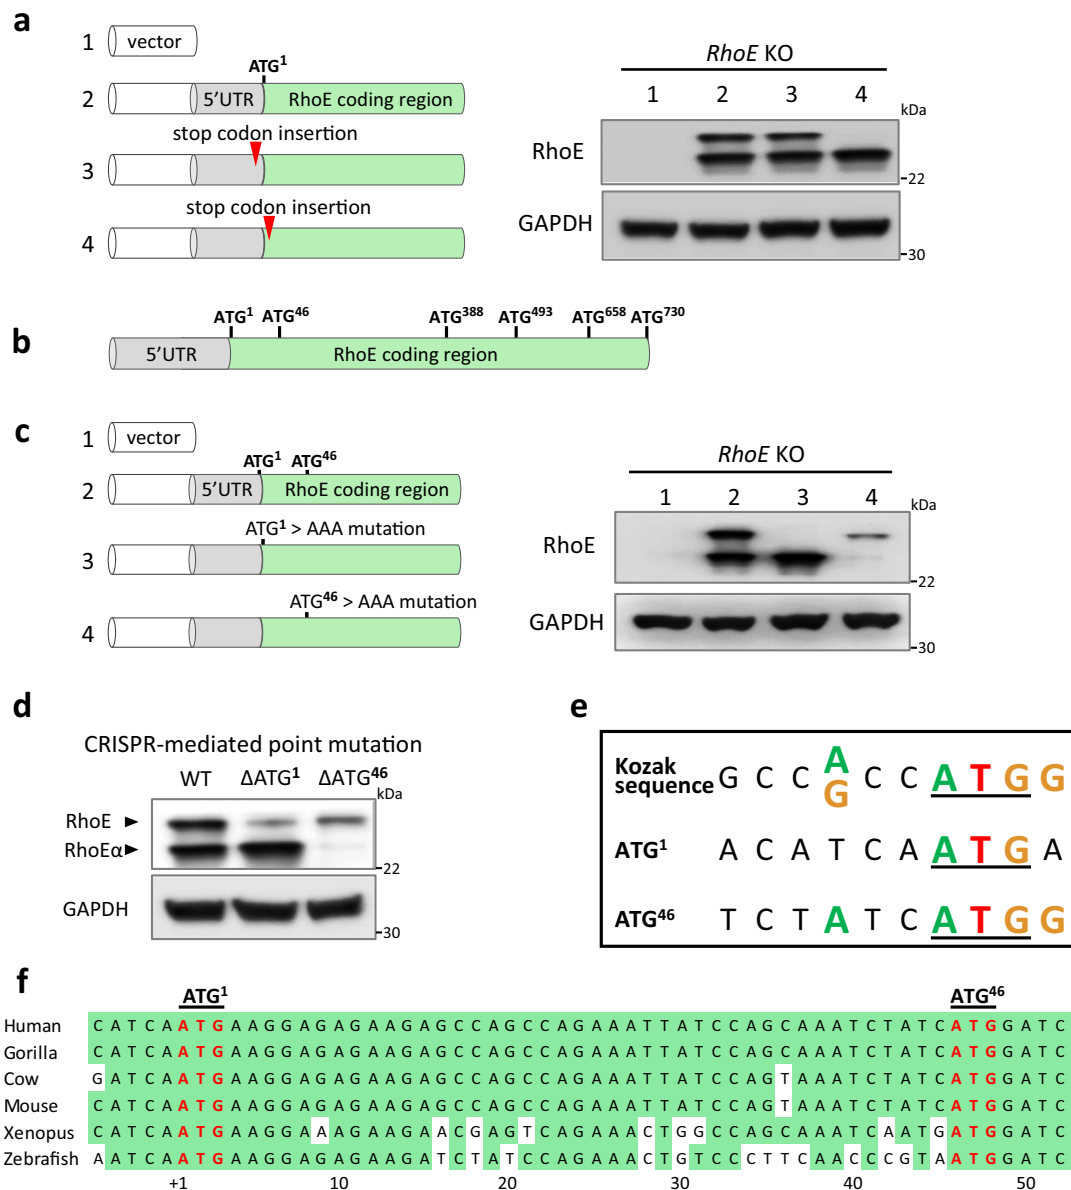 a
1 vector
ATG¹
2 5'UTR RhoE coding region
stop codon insertion
3
stop codon insertion
4
RhoE KO
1 2 3 4
kDa
RhoE
22
GAPDH
30
b
ATG¹ ATG⁴⁶ ATG³⁸⁸ ATG⁴⁹³ ATG⁶⁵⁸ ATG⁷³⁰
5'UTR RhoE coding region
c
1 vector
ATG¹ ATG⁴⁶
2 5'UTR RhoE coding region
ATG¹ > AAA mutation
3
ATG⁴⁶ > AAA mutation
4
RhoE KO
1 2 3 4
kDa
RhoE
22
GAPDH
30
d
CRISPR-mediated point mutation
WT ΔATG¹ ΔATG⁴⁶
kDa
RhoE
RhoEα
22
GAPDH
30
e
Kozak sequence G C C A/G C C A T G G
ATG¹ A C A T C A A T G A
ATG⁴⁶ T C T A T C A T G G
f
ATG¹ ATG⁴⁶
Human C A T C A A T G A A G G A G A G A A G A G C C A G C C A G A A A T T A T C C A G C A A A T C T A T C A T G G A T C
Gorilla C A T C A A T G A A G G A G A G A A G A G C C A G C C A G A A A T T A T C C A G C A A A T C T A T C A T G G A T C
Cow G A T C A A T G A A G G A G A G A A G A G C C A G C C A G A A A T T A T C C A G T A A A T C T A T C A T G G A T C
Mouse C A T C A A T G A A G G A G A G A A G A G C C A G C C A G A A A T T A T C C A G T A A A T C T A T C A T G G A T C
Xenopus C A T C A A T G A A G G A A A G A A G A A C G A G T C A G A A A C T G G C C A G C A A A T C A A T G A T G G A T C
Zebrafish A A T C A A T G A A G G A G A G A A G A T C T A T C C A G A A A C T G T C C C T T C A A C C C G T A A T G G A T C
+1 10 20 30 40 50